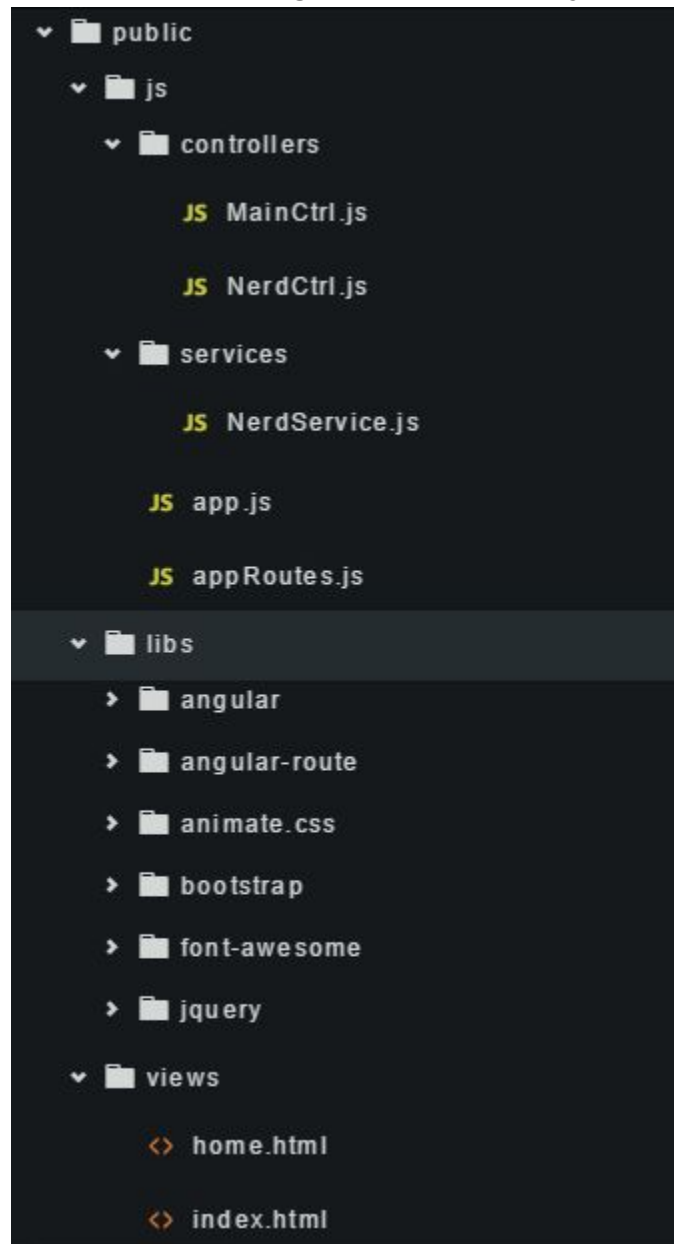 public
js
controllers
JS MainCtrl.js
JS NerdCtrl.js
services
JS NerdService.js
JS app.js
JS appRoutes.js
libs
angular
angular-route
animate.css
bootstrap
font-awesome
jquery
views
<> home.html
<> index.html